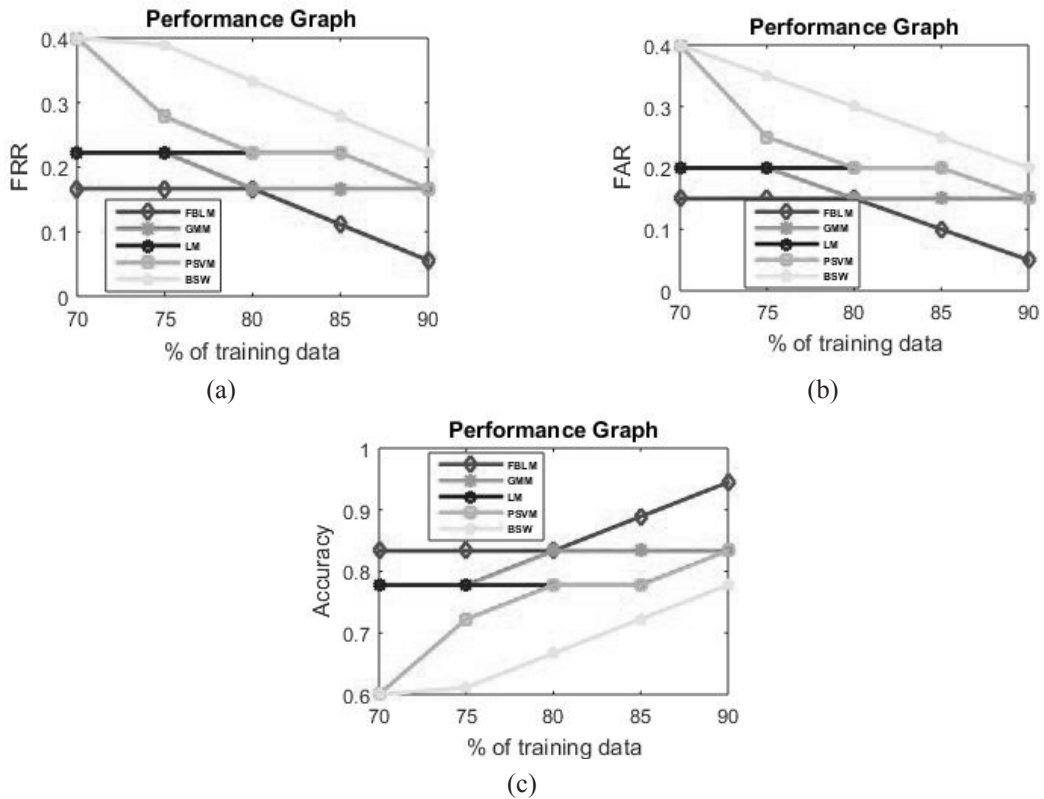 Performance Graph
0.4
0.3
0.2
0.1
0
FRR
FBLM
GMM
LM
PSVM
BSW
70 75 80 85 90
% of training data
(a)
Performance Graph
0.4
0.3
0.2
0.1
0
FAR
FBLM
GMM
LM
PSVM
BSW
70 75 80 85 90
% of training data
(b)
Performance Graph
1
0.9
0.8
0.7
0.6
Accuracy
FBLM
GMM
LM
PSVM
BSW
70 75 80 85 90
% of training data
(c)